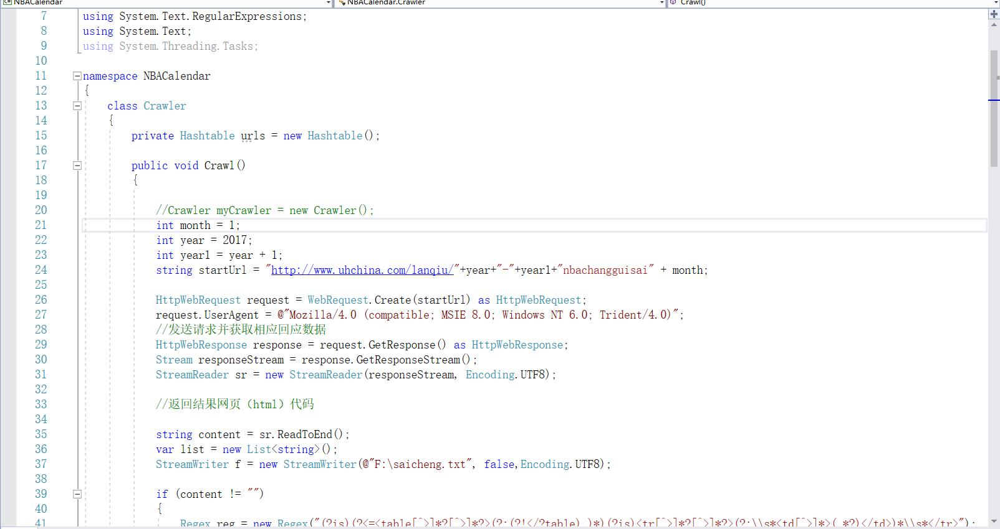 NBACalendar NBACalendar.Crawler Crawl()
7 using System.Text.RegularExpressions;
8 using System.Text;
9 using System.Threading.Tasks;
10
11 namespace NBACalendar
12 {
13 class Crawler
14 {
15 private Hashtable urls = new Hashtable();
16
17 public void Crawl()
18 {
19
20 //Crawler myCrawler = new Crawler();
21 int month = 1;
22 int year = 2017;
23 int year1 = year + 1;
24 string startUrl = "http://www.uhchina.com/lanqiu/"+year+"-"+year1+"nbachangguisai" + month;
25
26 HttpWebRequest request = WebRequest.Create(startUrl) as HttpWebRequest;
27 request.UserAgent = @"Mozilla/4.0 (compatible; MSIE 8.0; Windows NT 6.0; Trident/4.0)";
28 //发送请求并获取相应回应数据
29 HttpWebResponse response = request.GetResponse() as HttpWebResponse;
30 Stream responseStream = response.GetResponseStream();
31 StreamReader sr = new StreamReader(responseStream, Encoding.UTF8);
32
33 //返回结果网页（html）代码
34
35 string content = sr.ReadToEnd();
36 var list = new List<string>();
37 StreamWriter f = new StreamWriter(@"F:\saicheng.txt", false,Encoding.UTF8);
38
39 if (content != "")
40 {
41 Regex reg = new Regex("(?is)(?<=<table[^>]*?[^>]*?>(?:(?!</?table).)*)(?is)<tr[^>]*?[^>]*?>(?:\\s*<td[^>]*>(.*?)</td>)*\\s*</tr>");